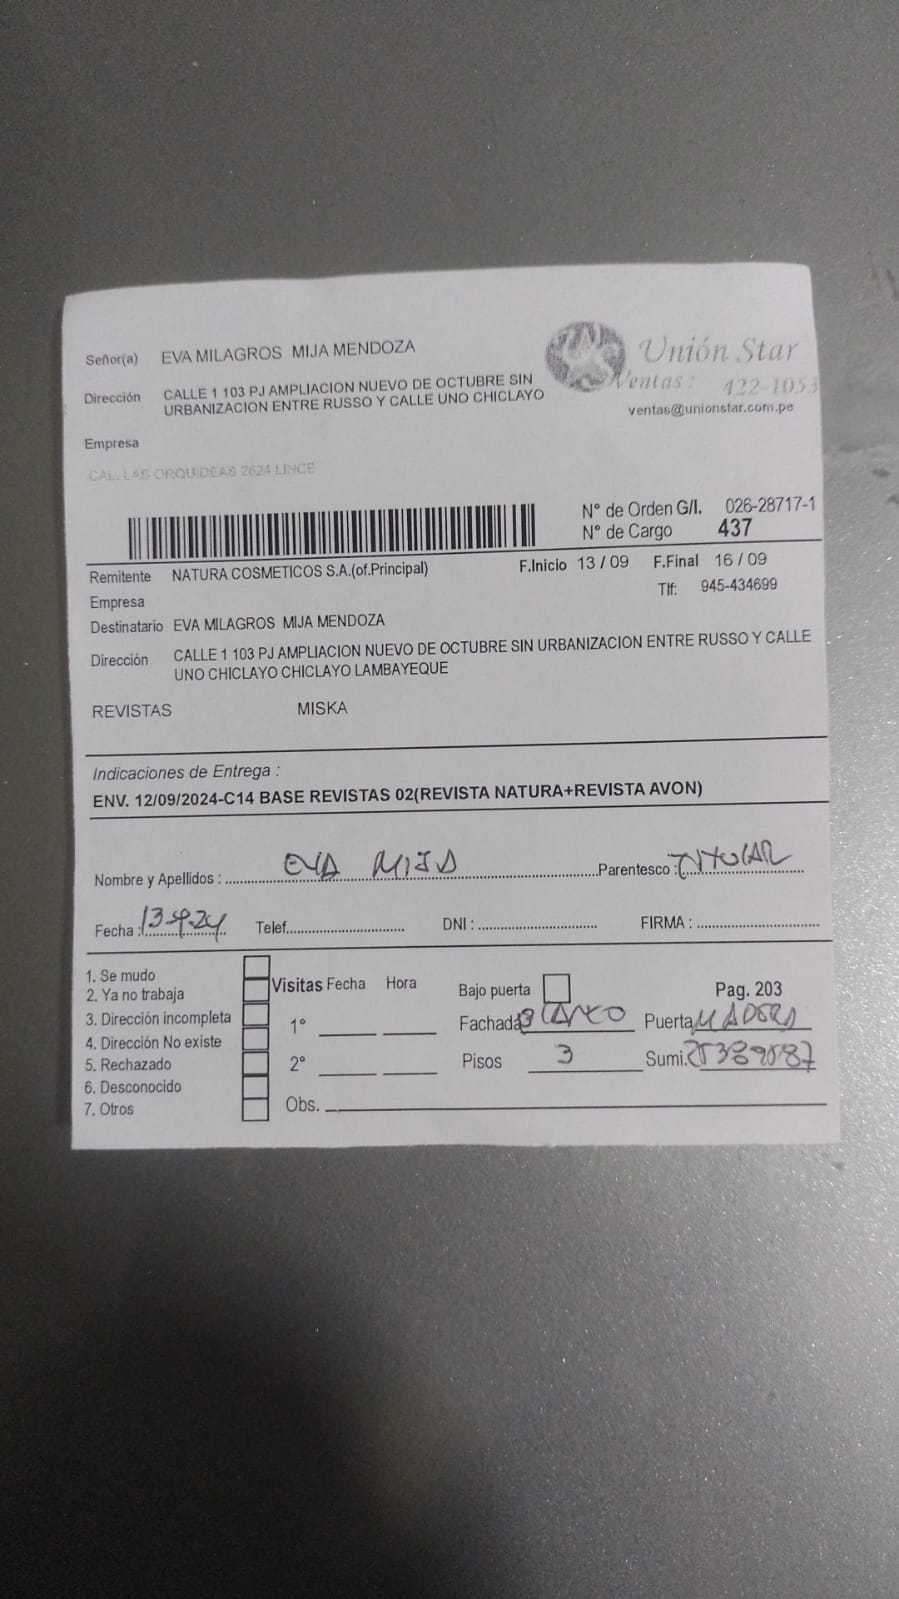 Señor(a) EVA MILAGROS MIJA MENDOZA
Dirección CALLE 1 103 PJ AMPLIACION NUEVO DE OCTUBRE SIN
URBANIZACION ENTRE RUSSO Y CALLE UNO CHICLAYO
Empresa
CAL. LAS ORQUIDEAS 2624 LINCE
Unión Star
Ventas: 422-1053
ventas@unionstar.com.pe
N° de Orden G/I. 026-28717-1
N° de Cargo 437
Remitente NATURA COSMETICOS S.A.(of.Principal) F.Inicio 13 / 09 F.Final 16 / 09
Empresa Tlf: 945-434699
Destinatario EVA MILAGROS MIJA MENDOZA
Dirección CALLE 1 103 PJ AMPLIACION NUEVO DE OCTUBRE SIN URBANIZACION ENTRE RUSSO Y CALLE
UNO CHICLAYO CHICLAYO LAMBAYEQUE
REVISTAS MISKA
Indicaciones de Entrega :
ENV. 12/09/2024-C14 BASE REVISTAS 02(REVISTA NATURA+REVISTA AVON)
Nombre y Apellidos : EVA MIJA Parentesco : TITULAR
Fecha : 13-9-24 Telef. DNI : FIRMA :
1. Se mudo
2. Ya no trabaja
3. Dirección incompleta
4. Dirección No existe
5. Rechazado
6. Desconocido
7. Otros
Visitas Fecha Hora
1°
2°
Obs.
Bajo puerta Pag. 203
Fachada BLANCO Puerta MADERA
Pisos 3 Sumi.